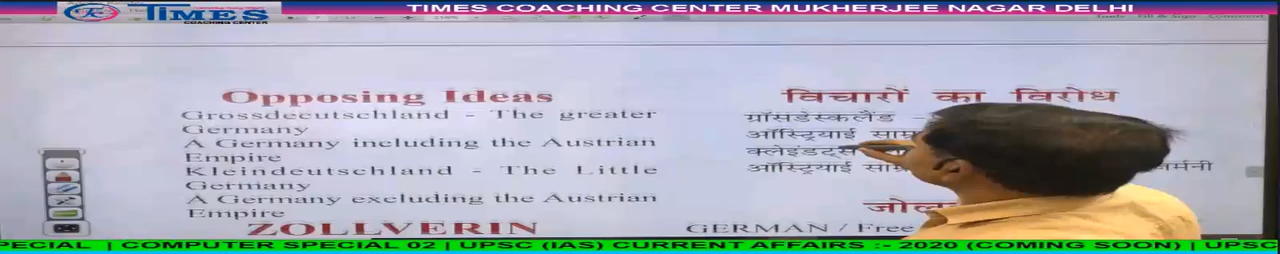 TIMES COACHING CENTER MUKHERJEE NAGAR DELHI
TIMES
COACHING CENTER
Opposing Ideas
Grossdecutschland - The greater
Germany
A Germany including the Austrian
Empire
Kleindeutschland - The Little
Germany
A Germany excluding the Austrian
Empire
ZOLLVERIN
विचारों का विरोध
ग्रॉसडेस्कलैंड -
ऑस्ट्रियाई
क्लेइंडट्स
ऑस्ट्रियाई जर्मनी
GERMAN / Free
PECIAL | COMPUTER SPECIAL 02 | UPSC (IAS) CURRENT AFFAIRS :- 2020 (COMING SOON) | UPSC